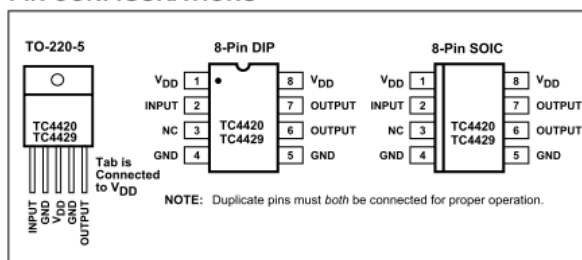 TO-220-5
TC4420
TC4429
Tab is
Connected
to VDD
INPUT
GND
VDD
GND
OUTPUT
8-Pin DIP
VDD 1
INPUT 2
NC 3
GND 4
TC4420
TC4429
8 VDD
7 OUTPUT
6 OUTPUT
5 GND
8-Pin SOIC
VDD 1
INPUT 2
NC 3
GND 4
TC4420
TC4429
8 VDD
7 OUTPUT
6 OUTPUT
5 GND
NOTE: Duplicate pins must both be connected for proper operation.